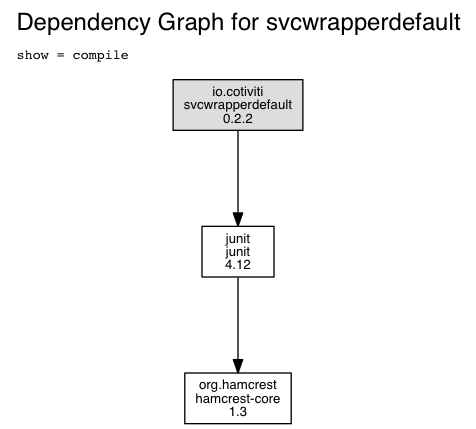 Dependency Graph for svcwrapperdefault
show = compile
io.cotiviti
svcwrapperdefault
0.2.2
junit
junit
4.12
org.hamcrest
hamcrest-core
1.3